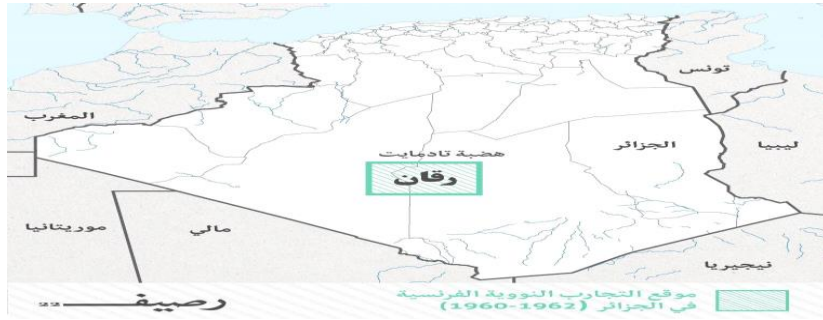 تونس
المغرب
الجزائر
ليبيا
هضبة تادمايت
رقان
موريتانيا
مالي
نيجيريا
موقع التجارب النووية الفرنسية
في الجزائر (1962-1960)
رصيف 22